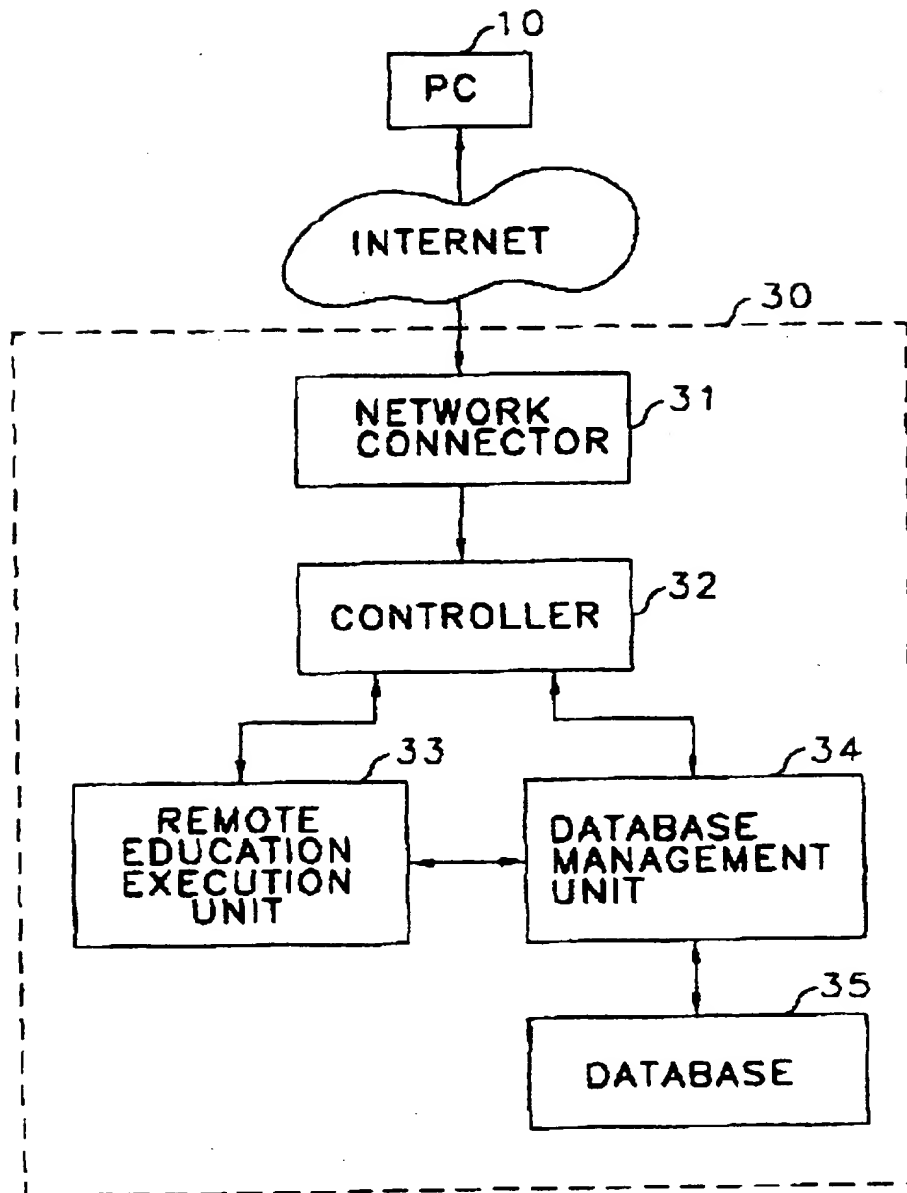 10
PC
INTERNET
30
NETWORK
CONNECTOR
31
CONTROLLER
32
33
REMOTE
EDUCATION
EXECUTION
UNIT
34
DATABASE
MANAGEMENT
UNIT
35
DATABASE